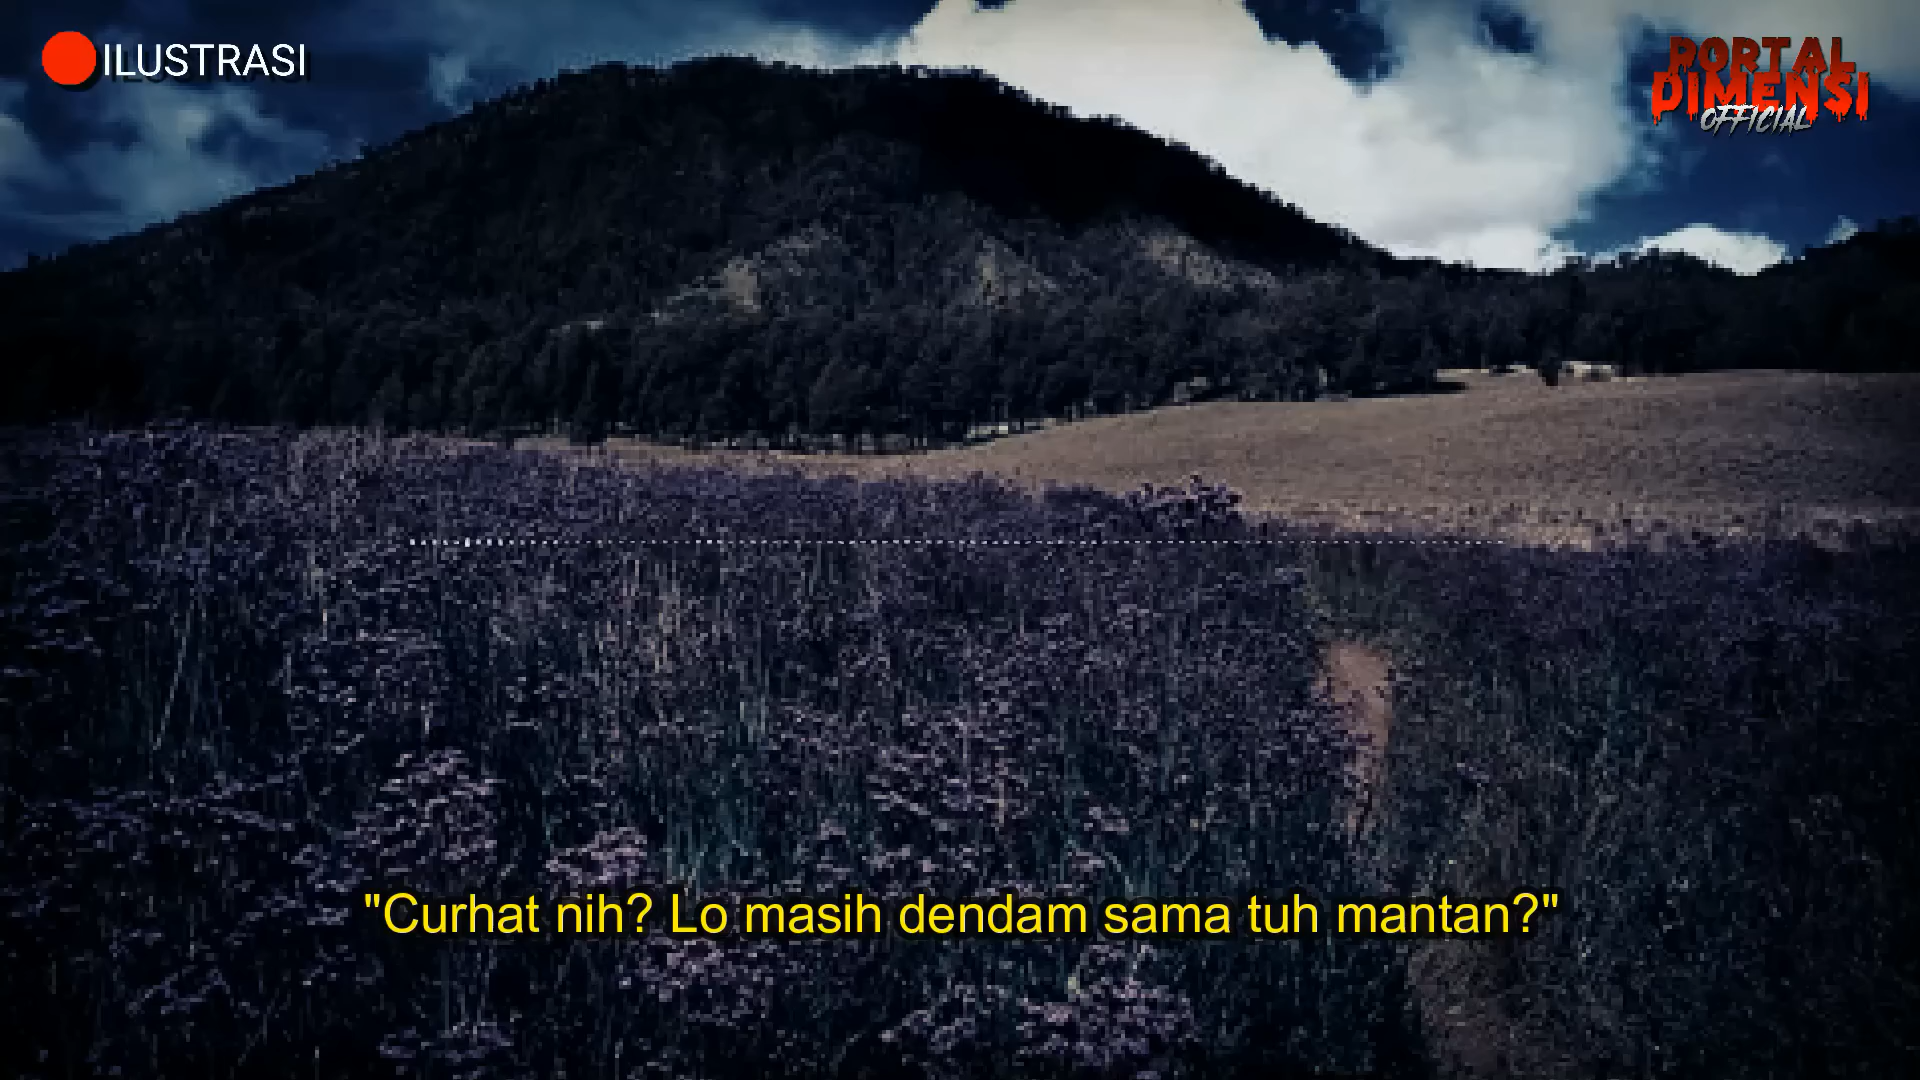 ILUSTRASI
PORTAL
DIMENSI
OFFICIAL
"Curhat nih? Lo masih dendam sama tuh mantan?"